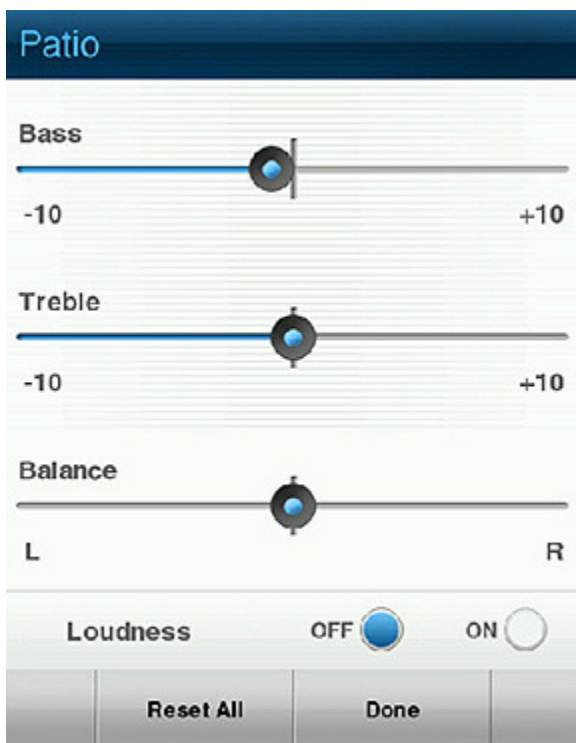 Patio
Bass
-10 +10
Treble
-10 +10
Balance
L R
Loudness OFF ON
Reset All Done